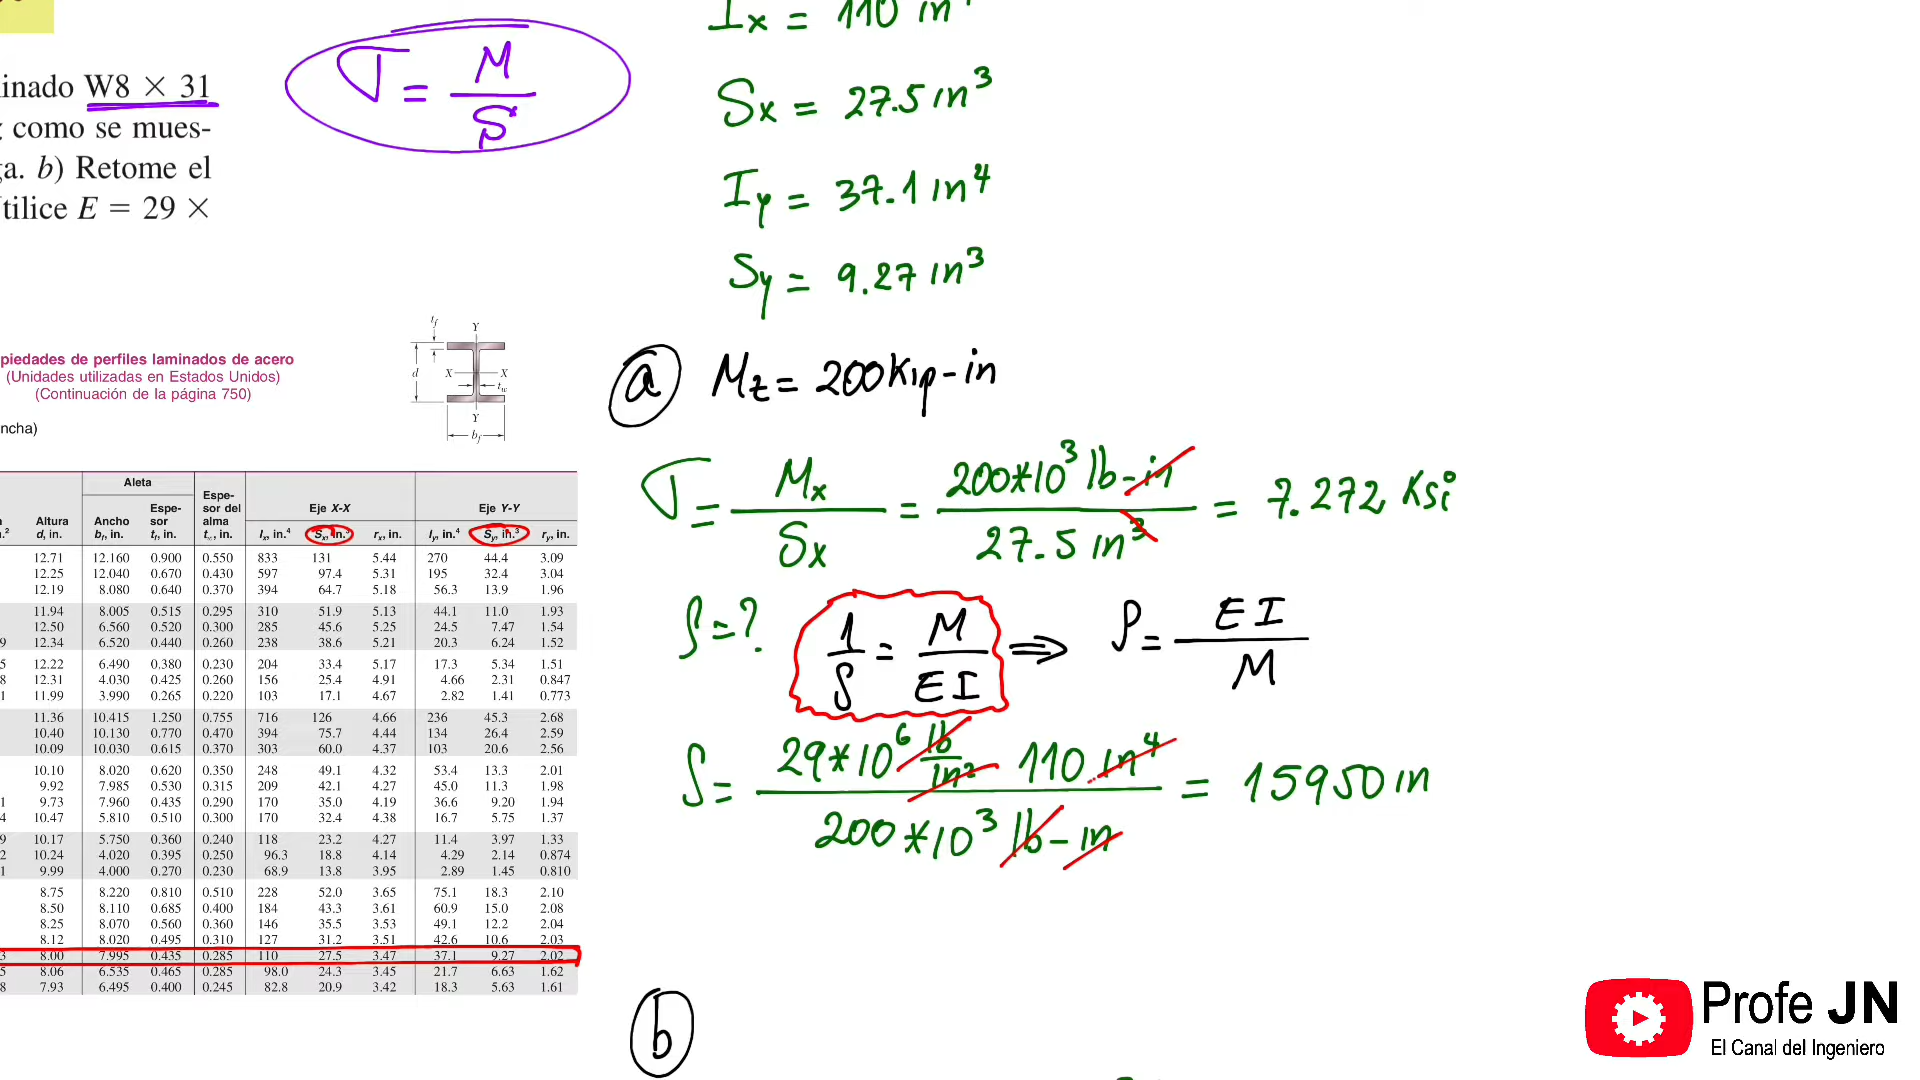 inado W8 × 31
z como se mues-
ga. b) Retome el
Utilice E = 29 ×
σ = M / S
Ix = 110 in⁴
Sx = 27.5 in³
Iy = 37.1 in⁴
Sy = 9.27 in³
piedades de perfiles laminados de acero
(Unidades utilizadas en Estados Unidos)
(Continuación de la página 750)
ncha)
tf
Y
d
X X
tw
Y
bf
Aleta
Espe-
sor del
alma
tw, in.
Eje X-X
Eje Y-Y
.²
Altura
d, in.
Ancho
bf, in.
Espe-
sor
tf, in.
Ix, in.⁴ Sx, in.³ rx, in. Iy, in.⁴ Sy, in.³ ry, in.
12.71 12.160 0.900 0.550 833 131 5.44 270 44.4 3.09
12.25 12.040 0.670 0.430 597 97.4 5.31 195 32.4 3.04
12.19 8.080 0.640 0.370 394 64.7 5.18 56.3 13.9 1.96
11.94 8.005 0.515 0.295 310 51.9 5.13 44.1 11.0 1.93
12.50 6.560 0.520 0.300 285 45.6 5.25 24.5 7.47 1.54
9 12.34 6.520 0.440 0.260 238 38.6 5.21 20.3 6.24 1.52
5 12.22 6.490 0.380 0.230 204 33.4 5.17 17.3 5.34 1.51
8 12.31 4.030 0.425 0.260 156 25.4 4.91 4.66 2.31 0.847
1 11.99 3.990 0.265 0.220 103 17.1 4.67 2.82 1.41 0.773
11.36 10.415 1.250 0.755 716 126 4.66 236 45.3 2.68
10.40 10.130 0.770 0.470 394 75.7 4.44 134 26.4 2.59
10.09 10.030 0.615 0.370 303 60.0 4.37 103 20.6 2.56
10.10 8.020 0.620 0.350 248 49.1 4.32 53.4 13.3 2.01
9.92 7.985 0.530 0.315 209 42.1 4.27 45.0 11.3 1.98
1 9.73 7.960 0.435 0.290 170 35.0 4.19 36.6 9.20 1.94
4 10.47 5.810 0.510 0.300 170 32.4 4.38 16.7 5.75 1.37
9 10.17 5.750 0.360 0.240 118 23.2 4.27 11.4 3.97 1.33
2 10.24 4.020 0.395 0.250 96.3 18.8 4.14 4.29 2.14 0.874
1 9.99 4.000 0.270 0.230 68.9 13.8 3.95 2.89 1.45 0.810
8.75 8.220 0.810 0.510 228 52.0 3.65 75.1 18.3 2.10
8.50 8.110 0.685 0.400 184 43.3 3.61 60.9 15.0 2.08
8.25 8.070 0.560 0.360 146 35.5 3.53 49.1 12.2 2.04
8.12 8.020 0.495 0.310 127 31.2 3.51 42.6 10.6 2.03
3 8.00 7.995 0.435 0.285 110 27.5 3.47 37.1 9.27 2.02
5 8.06 6.535 0.465 0.285 98.0 24.3 3.45 21.7 6.63 1.62
8 7.93 6.495 0.400 0.245 82.8 20.9 3.42 18.3 5.63 1.61
a Mz = 200 Kip-in
σ = Mx / Sx = 200*10³ lb-in / 27.5 in³ = 7.272 Ksi
ρ = ? 1/ρ = M / EI ⇒ ρ = EI / M
ρ = 29*10⁶ lb/in² 110 in⁴ / 200*10³ lb-in = 15950 in
b
Profe JN
El Canal del Ingeniero